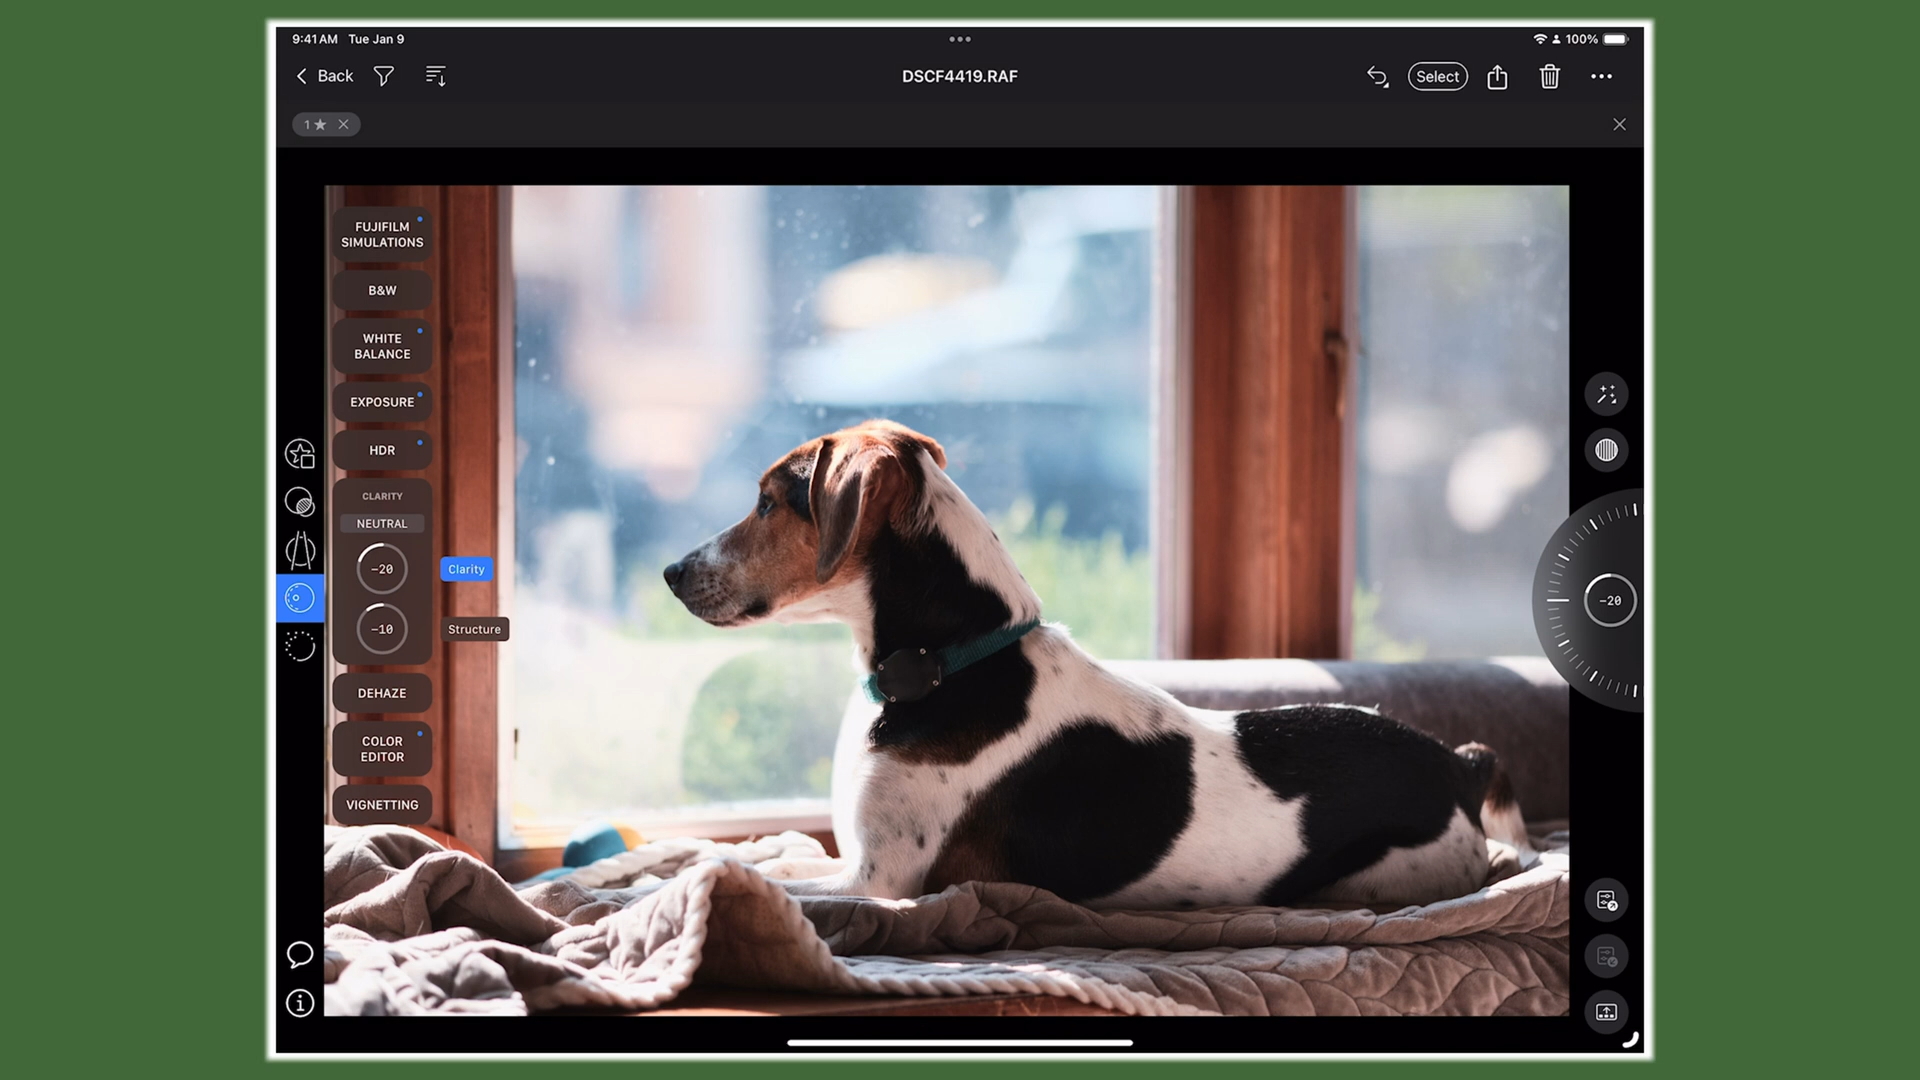 9:41 AM Tue Jan 9
100%
Back
DSCF4419.RAF
Select
1★
FUJIFILM
SIMULATIONS
B&W
WHITE
BALANCE
EXPOSURE
HDR
CLARITY
NEUTRAL
-20
Clarity
-10
Structure
-20
DEHAZE
COLOR
EDITOR
VIGNETTING